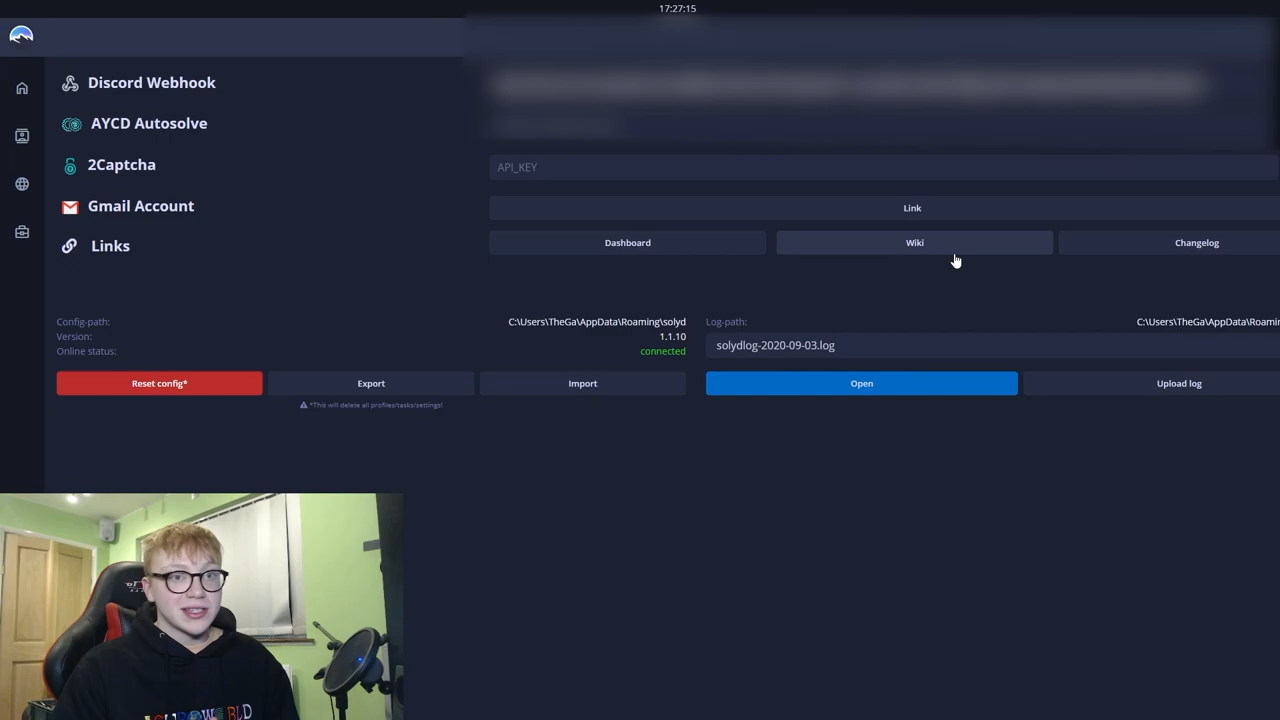 17:27:15
Discord Webhook
AYCD Autosolve
2Captcha
API_KEY
Gmail Account
Link
Links
Dashboard
Wiki
Changelog
Config-path:
C:\Users\TheGa\AppData\Roaming\solyd
Log-path:
C:\Users\TheGa\AppData\Roamin
Version:
1.1.10
solydlog-2020-09-03.log
Online status:
connected
Reset config*
Export
Import
Open
Upload log
*This will delete all profiles/tasks/settings!